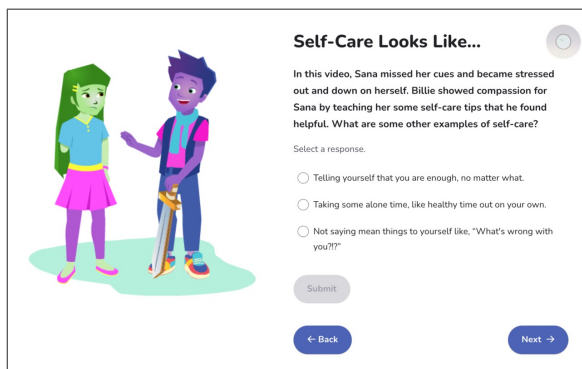 Self-Care Looks Like...
In this video, Sana missed her cues and became stressed
out and down on herself. Billie showed compassion for
Sana by teaching her some self-care tips that he found
helpful. What are some other examples of self-care?
Select a response.
Telling yourself that you are enough, no matter what.
Taking some alone time, like healthy time out on your own.
Not saying mean things to yourself like, “What's wrong with
you?!?”
Submit
← Back
Next →